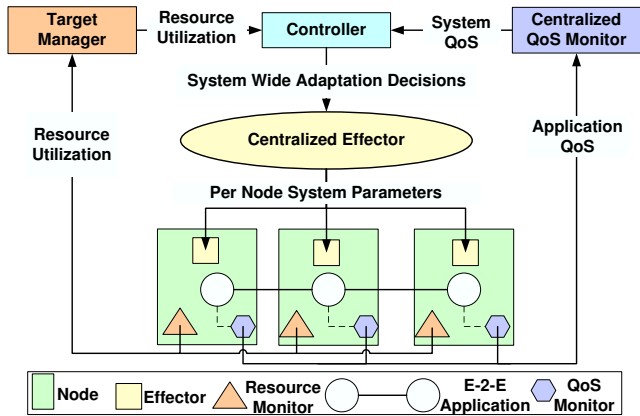 Target
Manager
Resource
Utilization
Controller
System
QoS
Centralized
QoS Monitor
System Wide Adaptation Decisions
Resource
Utilization
Centralized Effector
Application
QoS
Per Node System Parameters
Node
Effector
Resource
Monitor
E-2-E
Application
QoS
Monitor